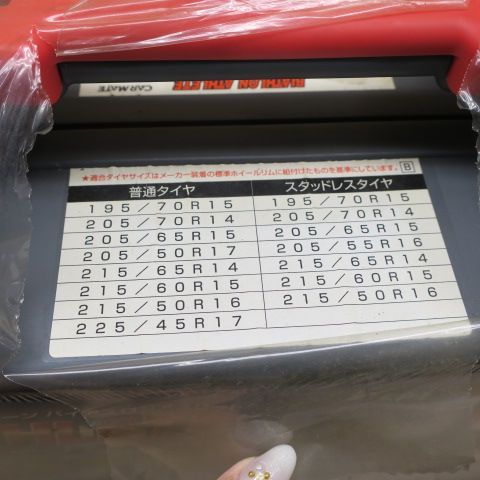 CARMATE BIATHLON ATHLETE
★適合タイヤサイズはメーカー装着の標準ホイールリムに組付けたものを基準にしています。 B
普通タイヤ スタッドレスタイヤ
195/70R15 195/70R15
205/70R14 205/70R14
205/65R15 205/65R15
205/50R17 205/55R16
215/65R14 215/65R14
215/60R15 215/60R15
215/50R16 215/50R16
225/45R17